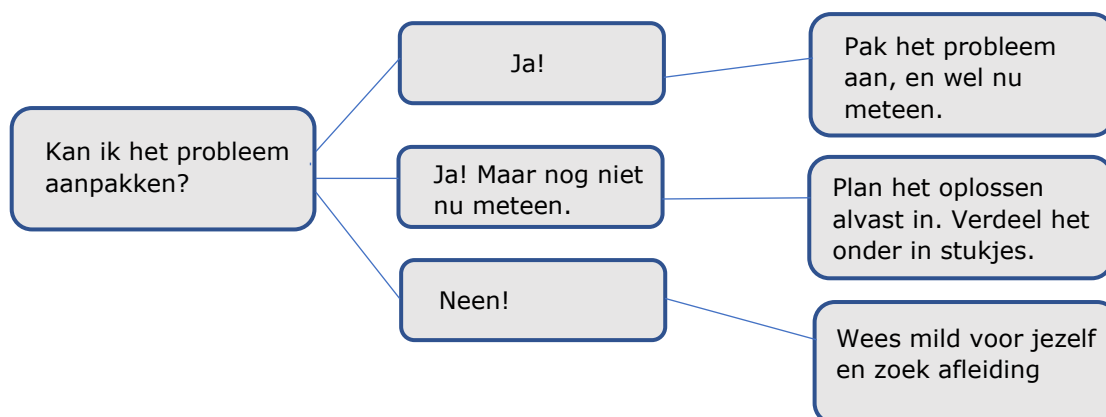 Kan ik het probleem
aanpakken?
Ja!
Pak het probleem
aan, en wel nu
meteen.
Ja! Maar nog niet
nu meteen.
Plan het oplossen
alvast in. Verdeel het
onder in stukjes.
Neen!
Wees mild voor jezelf
en zoek afleiding